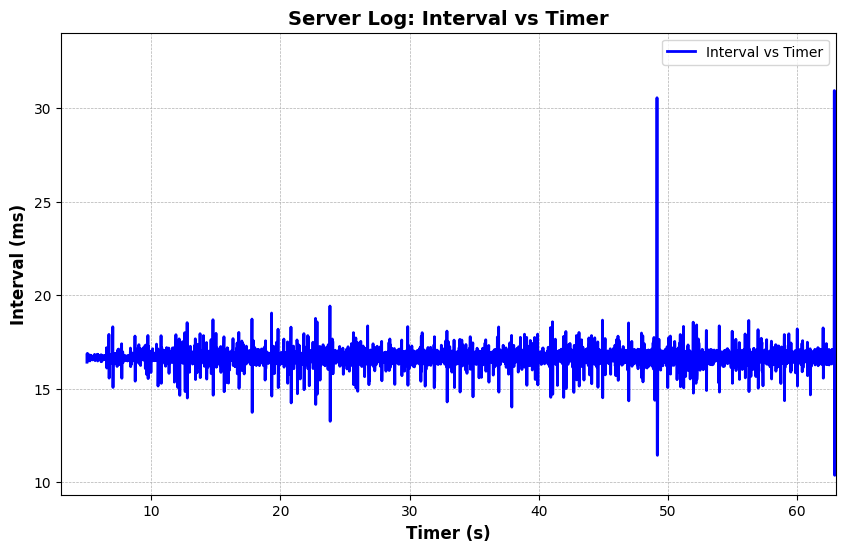 Server Log: Interval vs Timer
Interval vs Timer
30
25
20
15
10
Interval (ms)
10 20 30 40 50 60
Timer (s)